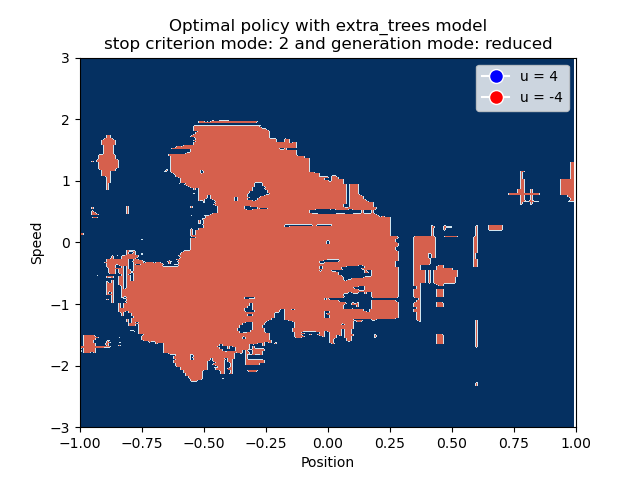 Optimal policy with extra_trees model
stop criterion mode: 2 and generation mode: reduced
u = 4
u = -4
3
2
1
0
−1
−2
−3
Speed
−1.00 −0.75 −0.50 −0.25 0.00 0.25 0.50 0.75 1.00
Position